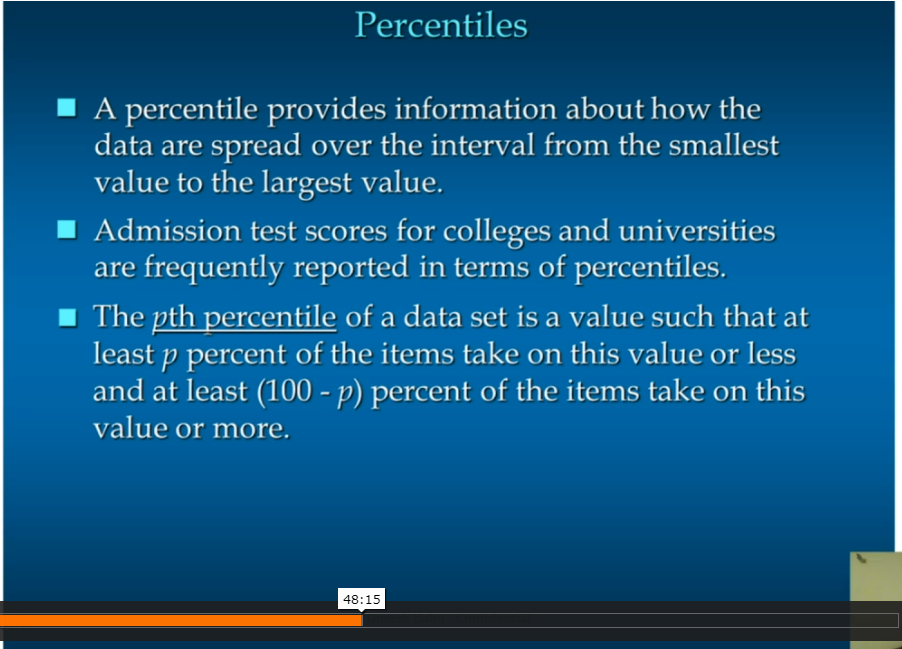 Percentiles
A percentile provides information about how the
data are spread over the interval from the smallest
value to the largest value.
Admission test scores for colleges and universities
are frequently reported in terms of percentiles.
The pth percentile of a data set is a value such that at
least p percent of the items take on this value or less
and at least (100 - p) percent of the items take on this
value or more.
48:15